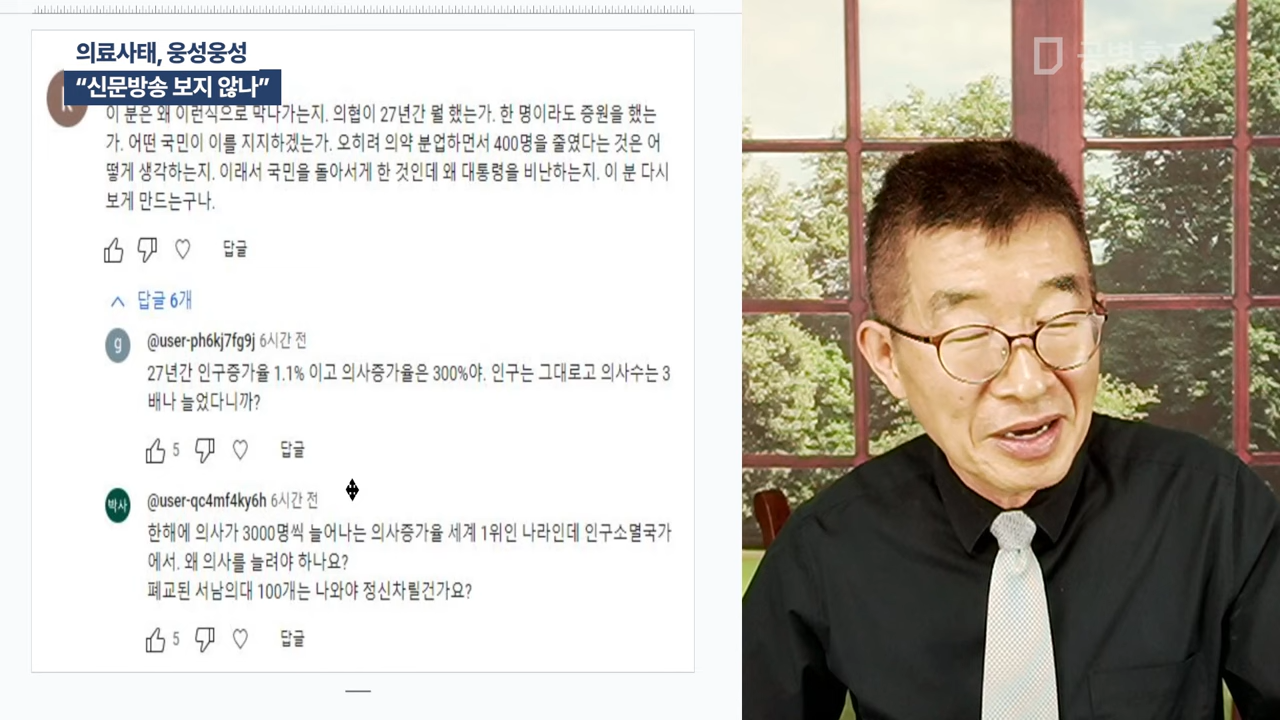 의료사태, 웅성웅성
“신문방송 보지 않나”
이 분은 왜 이런식으로 막나가는지. 의협이 27년간 뭘 했는가. 한 명이라도 증원을 했는
가. 어떤 국민이 이를 지지하겠는가. 오히려 의약 분업하면서 400명을 줄였다는 것은 어
떻게 생각하는지. 이래서 국민을 돌아서게 한 것인데 왜 대통령을 비난하는지. 이 분 다시
보게 만드는구나.
답글
답글 6개
g
@user-ph6kj7fg9j 6시간 전
27년간 인구증가율 1.1% 이고 의사증가율은 300%야. 인구는 그대로고 의사수는 3
배나 늘었다니까?
5 답글
박사
@user-qc4mf4ky6h 6시간 전
한해에 의사가 3000명씩 늘어나는 의사증가율 세계 1위인 나라인데 인구소멸국가
에서. 왜 의사를 늘려야 하나요?
폐교된 서남의대 100개는 나와야 정신차릴건가요?
5 답글